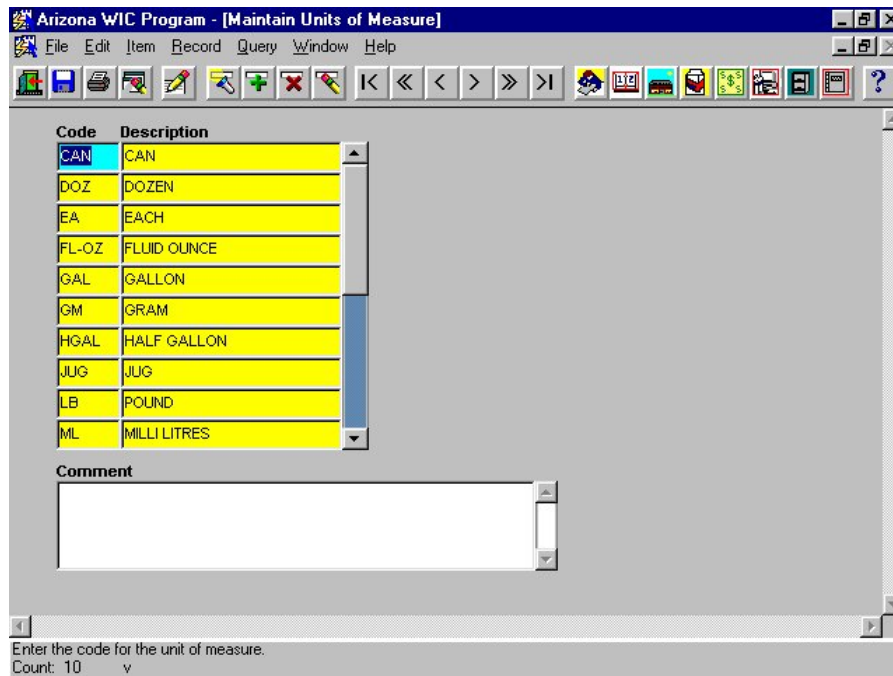 Arizona WIC Program - [Maintain Units of Measure]
File Edit Item Record Query Window Help
Code Description
CAN CAN
DOZ DOZEN
EA EACH
FL-OZ FLUID OUNCE
GAL GALLON
GM GRAM
HGAL HALF GALLON
JUG JUG
LB POUND
ML MILLI LITRES
Comment
Enter the code for the unit of measure.
Count: 10 v